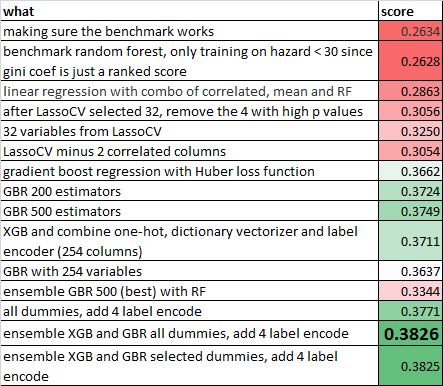 what score
making sure the benchmark works 0.2634
benchmark random forest, only training on hazard < 30 since
gini coef is just a ranked score 0.2628
linear regression with combo of correlated, mean and RF 0.2863
after LassoCV selected 32, remove the 4 with high p values 0.3056
32 variables from LassoCV 0.3250
LassoCV minus 2 correlated columns 0.3054
gradient boost regression with Huber loss function 0.3662
GBR 200 estimators 0.3724
GBR 500 estimators 0.3749
XGB and combine one-hot, dictionary vectorizer and label
encoder (254 columns) 0.3711
GBR with 254 variables 0.3637
ensemble GBR 500 (best) with RF 0.3344
all dummies, add 4 label encode 0.3771
ensemble XGB and GBR all dummies, add 4 label encode 0.3826
ensemble XGB and GBR selected dummies, add 4 label
encode 0.3825